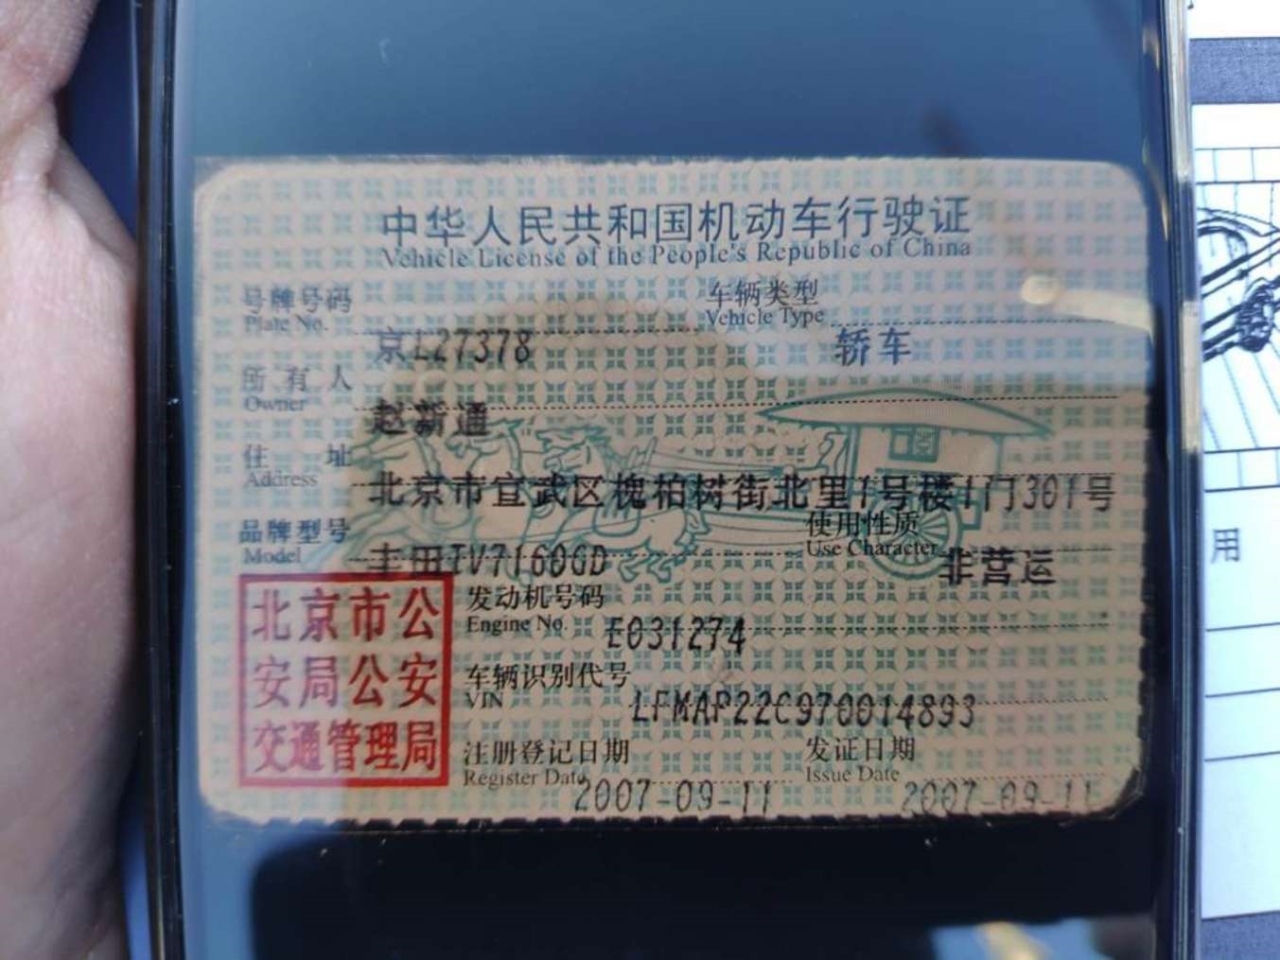 中华人民共和国机动车行驶证
Vehicle License of the People's Republic of China
号牌号码
Plate No.
京L27378
车辆类型
Vehicle Type
轿车
所有人
Owner
赵新通
住址
Address
北京市宣武区槐柏树街北里1号楼1门301号
品牌型号
Model
丰田TV7160GD
使用性质
Use Character
非营运
北京市公
安局公安
交通管理局
发动机号码
Engine No.
E031274
车辆识别代号
VIN
LFMAP22C970014893
注册登记日期
Register Date
2007-09-11
发证日期
Issue Date
2007-09-11
用